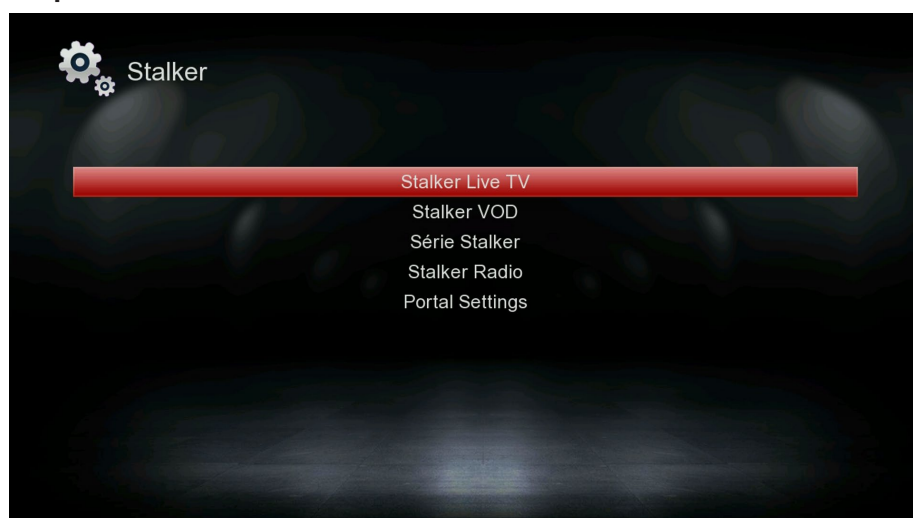 Stalker
Stalker Live TV
Stalker VOD
Série Stalker
Stalker Radio
Portal Settings